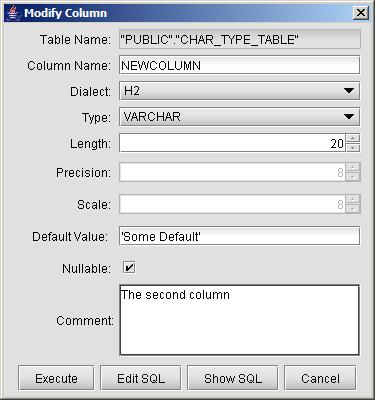 Modify Column
Table Name: "PUBLIC"."CHAR_TYPE_TABLE"
Column Name: NEWCOLUMN
Dialect: H2
Type: VARCHAR
Length: 20
Precision: 8
Scale: 8
Default Value: 'Some Default'
Nullable:
The second column
Comment:
Execute Edit SQL Show SQL Cancel